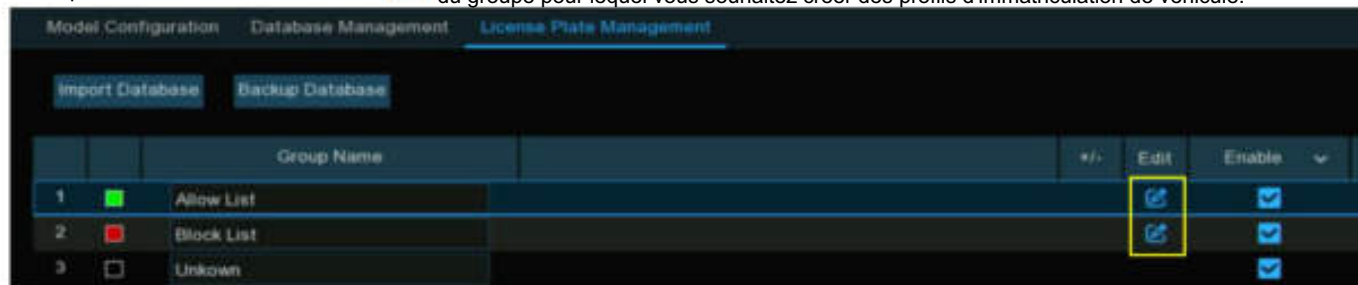 du groupe pour lequel vous souhaitez créer des profils d'immatriculation de véhicule.
Model Configuration Database Management License Plate Management
Import Database Backup Database
Group Name +/- Edit Enable
1 Allow List
2 Block List
3 Unkown